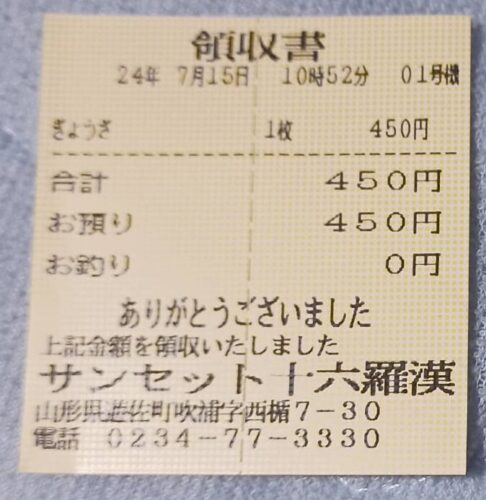 領収書
24年 7月15日 10時52分 01号機
ぎょうざ 1枚 450円
合計 450円
お預り 450円
お釣り 0円
ありがとうございました
上記金額を領収いたしました
サンセット十六羅漢
山形県遊佐町吹浦字西楯7-30
電話 0234-77-3330